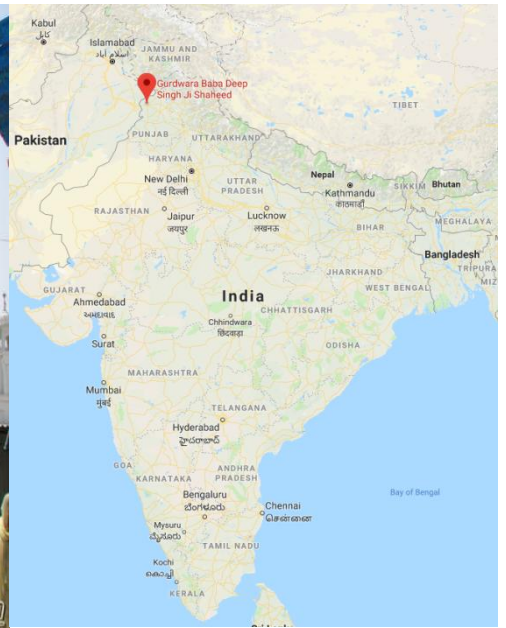 Kabul
کابل
Islamabad
اسلام آباد
JAMMU AND
KASHMIR
Gurdwara Baba Deep
Singh Ji Shaheed
TIBET
Pakistan
PUNJAB
UTTARAKHAND
HARYANA
New Delhi
नई दिल्ली
UTTAR
PRADESH
Nepal
Kathmandu
काठमाडौं
SIKKIM
Bhutan
RAJASTHAN
Jaipur
जयपुर
Lucknow
लखनऊ
BIHAR
MEGHALAYA
Bangladesh
JHARKHAND
TRIPURA
WEST BENGAL
MIZ
GUJARAT
Ahmedabad
અમદાવાદ
India
CHHATTISGARH
Chhindwara
छिंदवाड़ा
Surat
ODISHA
MAHARASHTRA
Mumbai
मुंबई
TELANGANA
Hyderabad
హైదరాబాద్
GOA
KARNATAKA
ANDHRA
PRADESH
Bay of Bengal
Bengaluru
ಬೆಂಗಳೂರು
Chennai
சென்னை
Mysuru
ಮೈಸೂರು
TAMIL NADU
Kochi
കൊച്ചി
KERALA